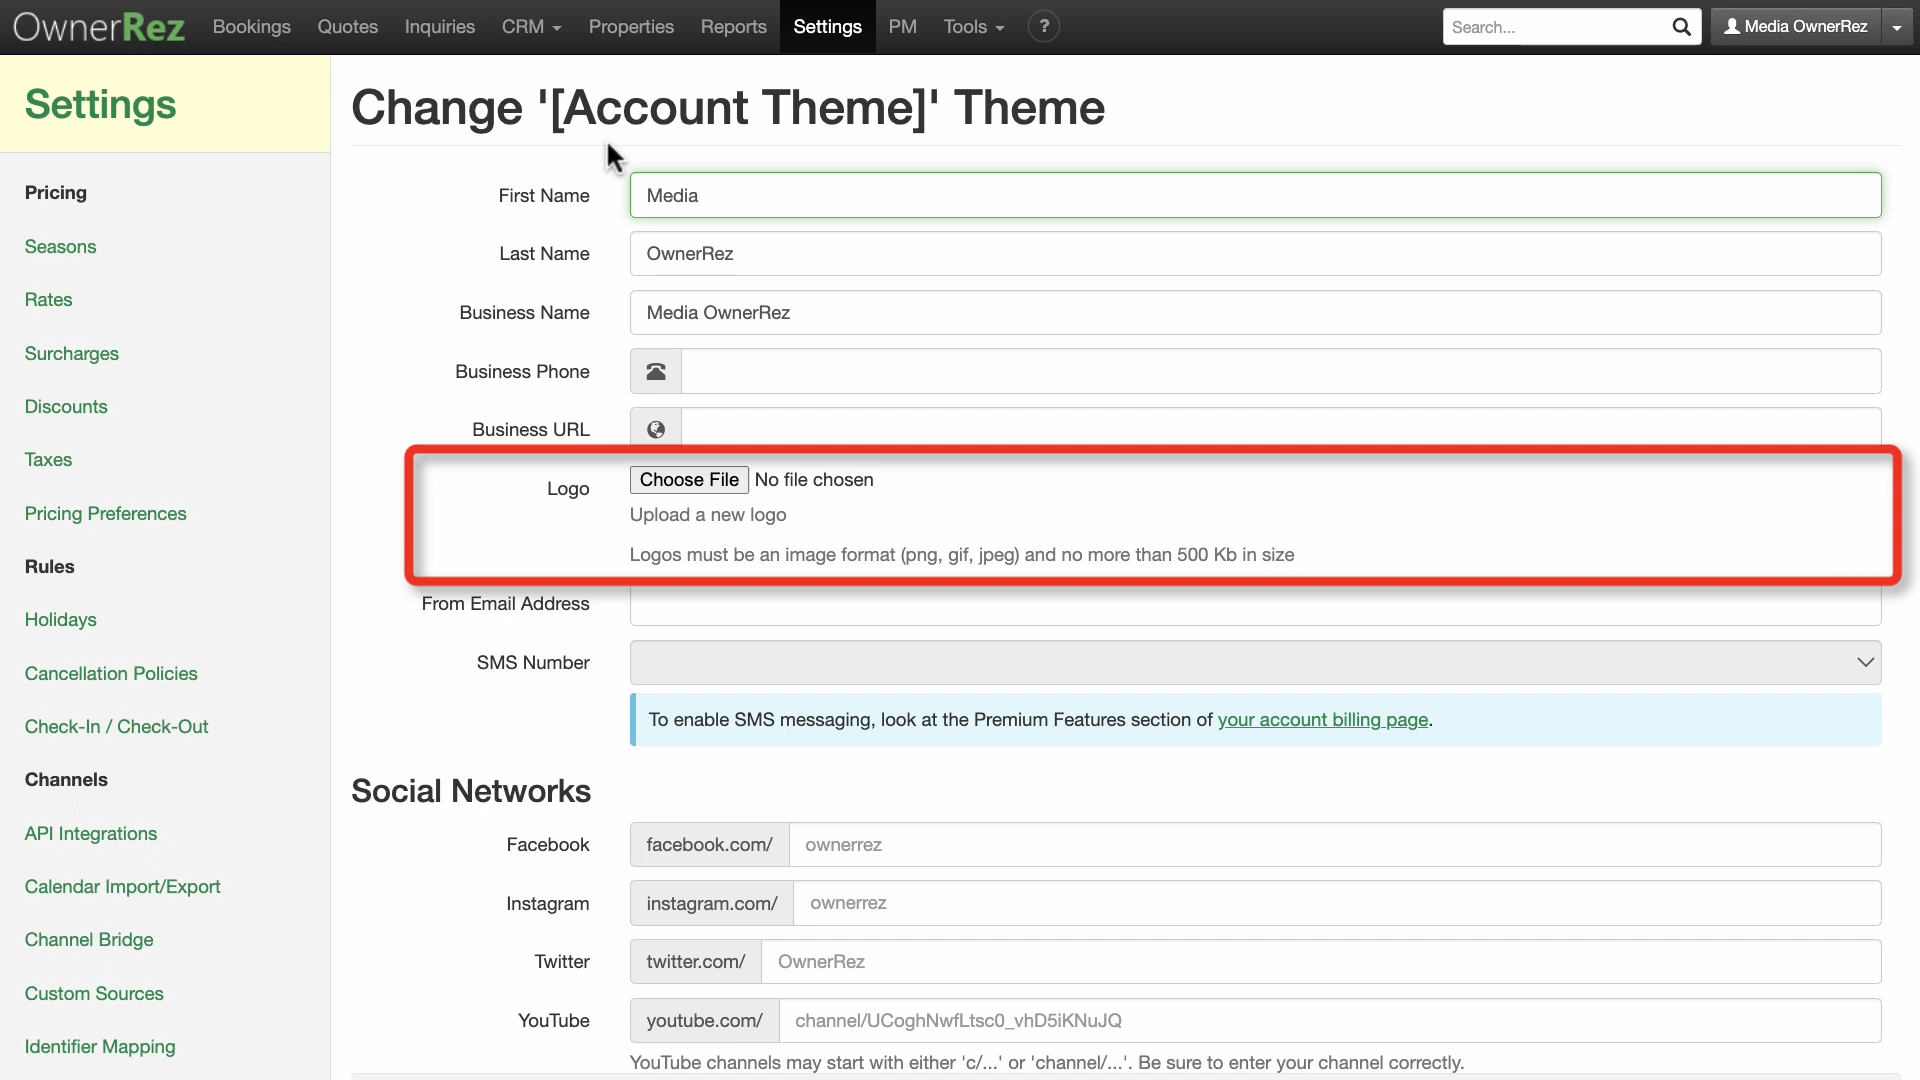 OwnerRez Bookings Quotes Inquiries CRM Properties Reports Settings PM Tools ? Search... Media OwnerRez
Settings
Pricing
Seasons
Rates
Surcharges
Discounts
Taxes
Pricing Preferences
Rules
Holidays
Cancellation Policies
Check-In / Check-Out
Channels
API Integrations
Calendar Import/Export
Channel Bridge
Custom Sources
Identifier Mapping
Change '[Account Theme]' Theme
First Name Media
Last Name OwnerRez
Business Name Media OwnerRez
Business Phone
Business URL
Logo Choose File No file chosen
Upload a new logo
Logos must be an image format (png, gif, jpeg) and no more than 500 Kb in size
From Email Address
SMS Number
To enable SMS messaging, look at the Premium Features section of your account billing page.
Social Networks
Facebook facebook.com/ ownerrez
Instagram instagram.com/ ownerrez
Twitter twitter.com/ OwnerRez
YouTube youtube.com/ channel/UCoghNwfLtsc0_vhD5iKNuJQ
YouTube channels may start with either 'c/...' or 'channel/...'. Be sure to enter your channel correctly.